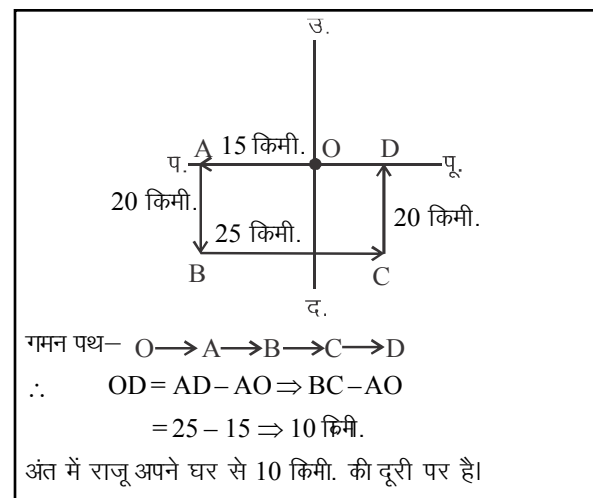 उ.
A 15 किमी. O D
प. पू.
20 किमी. 20 किमी.
25 किमी.
B C
द.
गमन पथ– O⟶A⟶B⟶C⟶D
∴ OD = AD – AO ⇒ BC – AO
= 25 – 15 ⇒ 10 किमी.
अंत में राजू अपने घर से 10 किमी. की दूरी पर है।